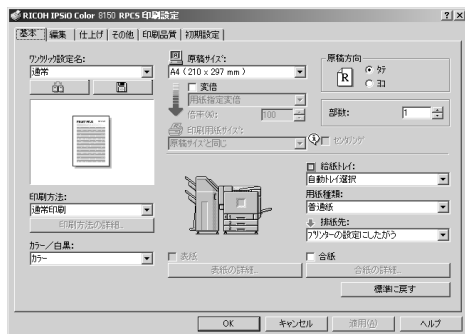 RICOH IPSiO Color 8150 RPCS 印刷設定
基本 編集 仕上げ その他 印刷品質 初期設定
ワンクリック設定名:
通常
印刷方法:
通常印刷
印刷方法の詳細...
カラー/白黒:
カラー
原稿サイズ:
A4 (210 x 297 mm)
変倍
用紙指定変倍
倍率(%): 100
印刷用紙サイズ:
原稿サイズと同じ
原稿方向
タテ
ヨコ
部数: 1
センタリング
給紙トレイ:
自動トレイ選択
用紙種類:
普通紙
排紙先:
プリンターの設定にしたがう
表紙
表紙の詳細...
合紙
合紙の詳細...
標準に戻す
OK キャンセル 適用(A) ヘルプ